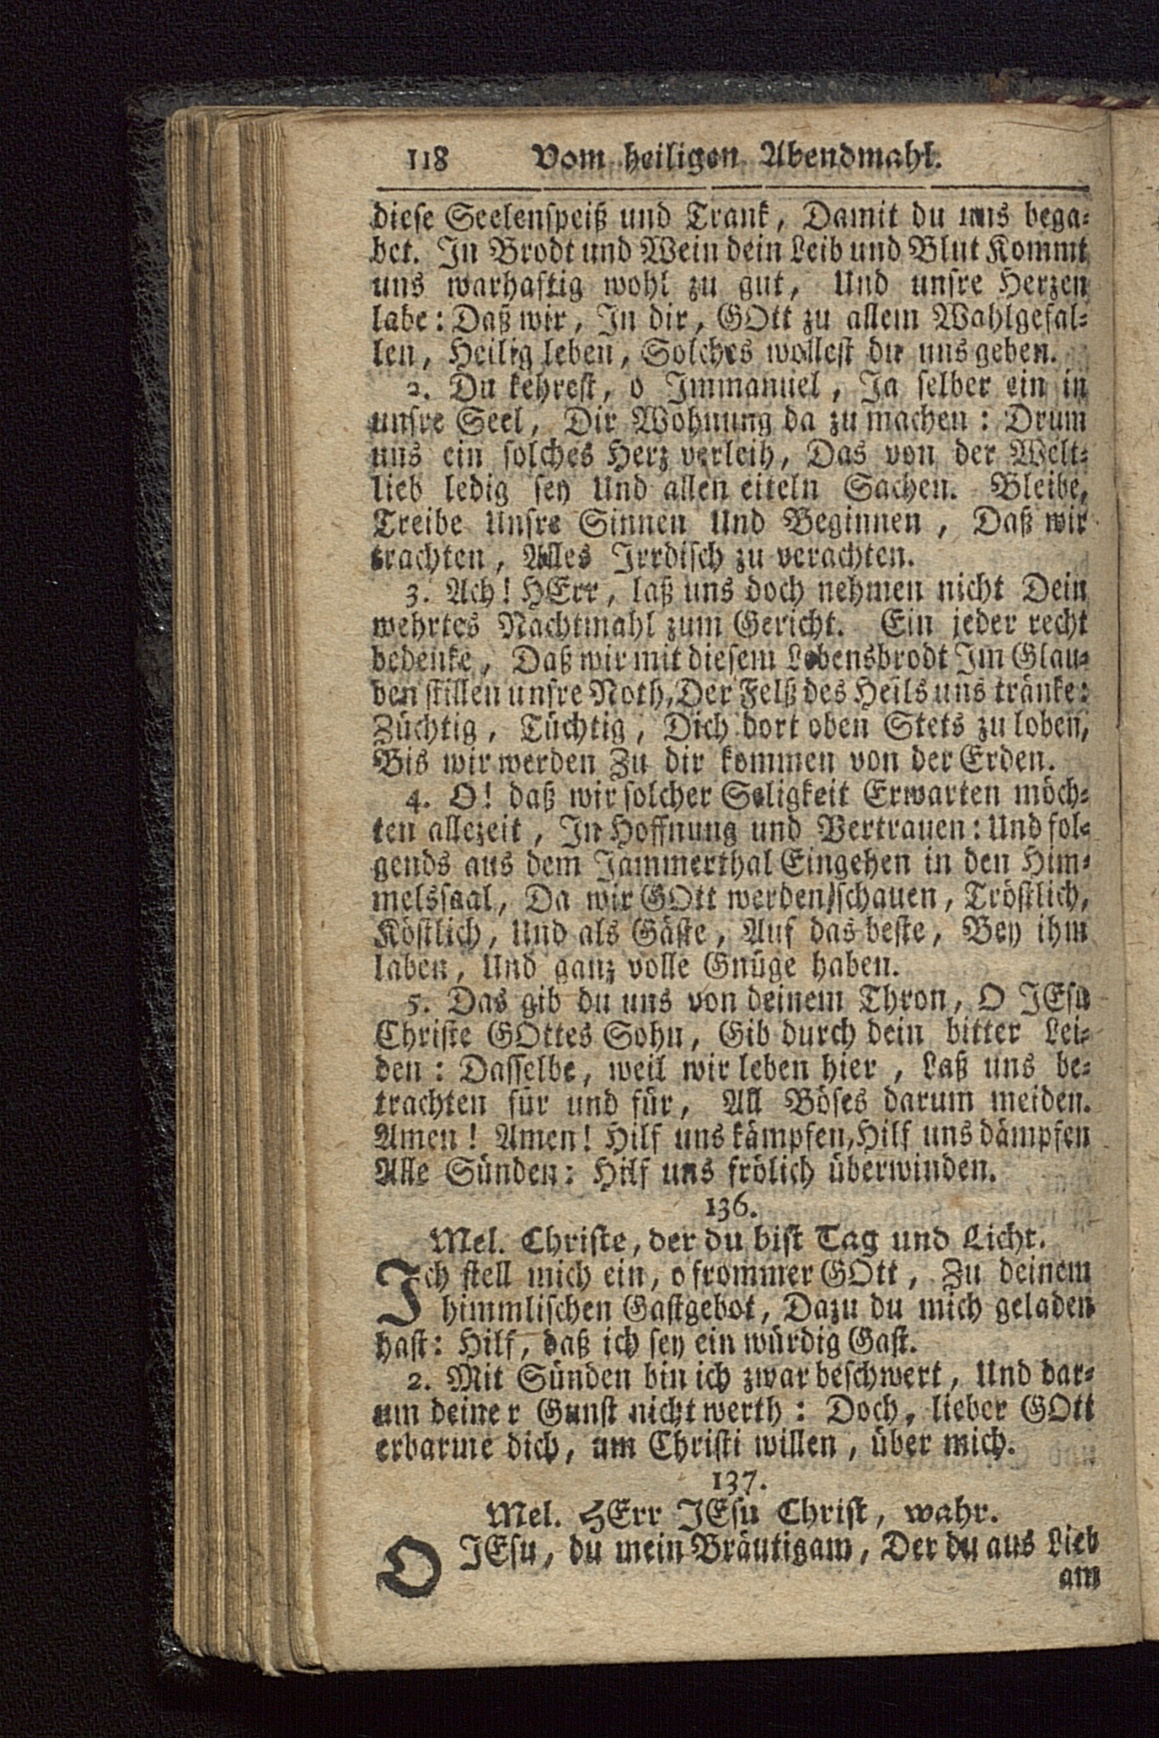 118 Vom heiligen Abendmahl.
diese Seelenspeiß und Trank, Damit du uns bega-
bet. In Brodt und Wein dein Leib und Blut Kommt
uns warhaftig wohl zu gut, Und unsre Herzen
labe: Daß wir, In dir, GOtt zu allem Wahlgefal-
len, Heilig leben, Solches wollest du uns geben.
2. Du kehrest, o Immanuel, Ja selber ein in
unsre Seel, Dir Wohnung da zu machen: Drum
uns ein solches Herz verleih, Das von der Welt-
lieb ledig sey Und allen eiteln Sachen. Bleibe,
Treibe Unsre Sinnen Und Beginnen, Daß wir
trachten, Alles Irrdisch zu verachten.
3. Ach! HErr, laß uns doch nehmen nicht Dein
wehrtes Nachtmahl zum Gericht. Ein jeder recht
bedenke, Daß wir mit diesem Lebensbrodt Im Glau-
ben stillen unsre Noth, Der Felß des Heils uns tränke:
Züchtig, Tüchtig, Dich dort oben Stets zu loben,
Bis wir werden Zu dir kommen von der Erden.
4. O! daß wir solcher Seligkeit Erwarten möch-
ten allezeit, In Hoffnung und Vertrauen: Und fol-
gends aus dem Jammerthal Eingehen in den Him-
melssaal, Da wir GOtt werden schauen, Tröstlich,
Köstlich, Und als Gäste, Auf das beste, Bey ihm
laben, Und ganz volle Gnüge haben.
5. Das gib du uns von deinem Thron, O JEsu
Christe GOttes Sohn, Gib durch dein bitter Lei-
den: Dasselbe, weil wir leben hier, Laß uns be-
trachten für und für, All Böses darum meiden.
Amen! Amen! Hilf uns kämpfen, Hilf uns dämpfen
Alle Sünden: Hilf uns frölich überwinden.
136.
Mel. Christe, der du bist Tag und Licht.
Ich stell mich ein, o frommer GOtt, Zu deinem
himmlischen Gastgebot, Dazu du mich geladen
hast: Hilf, daß ich sey ein würdig Gast.
2. Mit Sünden bin ich zwar beschwert, Und dar-
um deiner Gunst nicht werth: Doch, lieber GOtt
erbarme dich, um Christi willen, über mich.
137.
Mel. HErr JEsu Christ, wahr.
O JEsu, du mein Bräutigam, Der du aus Lieb
am